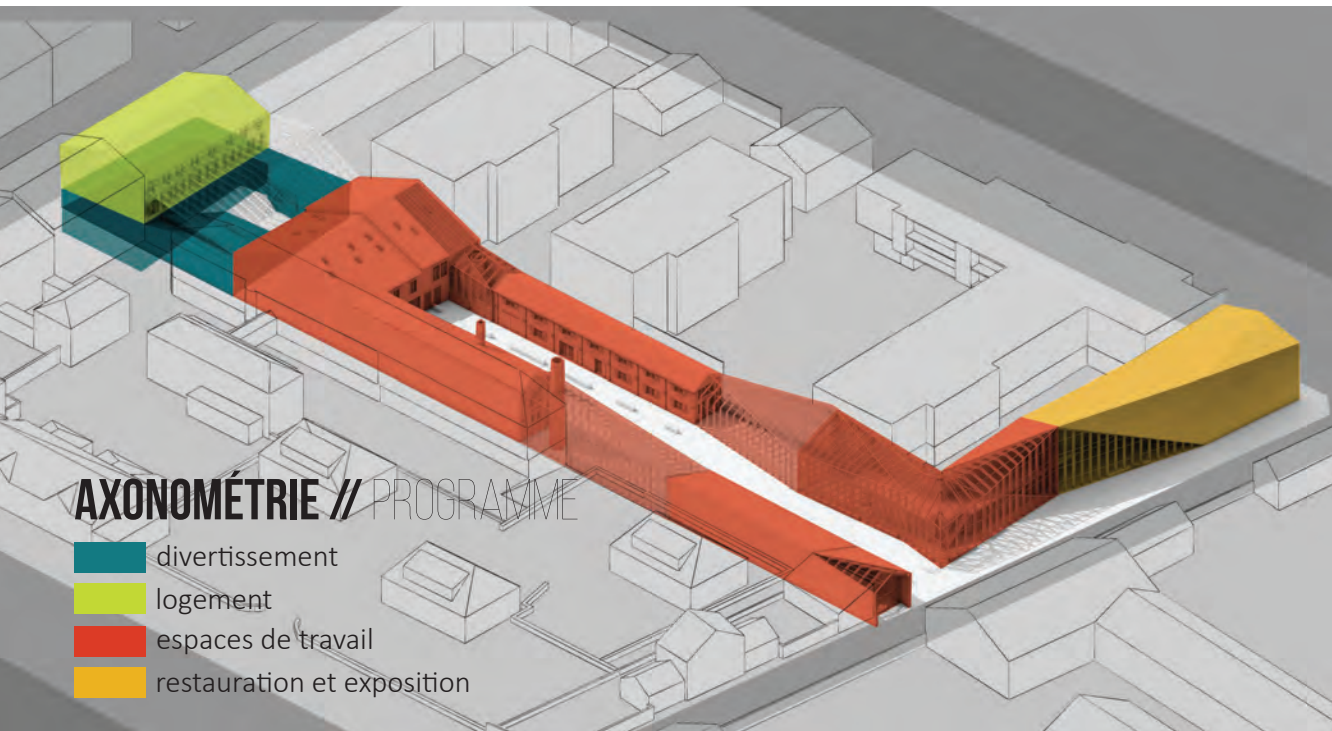 AXONOMÉTRIE // PROGRAMME
divertissement
logement
espaces de travail
restauration et exposition